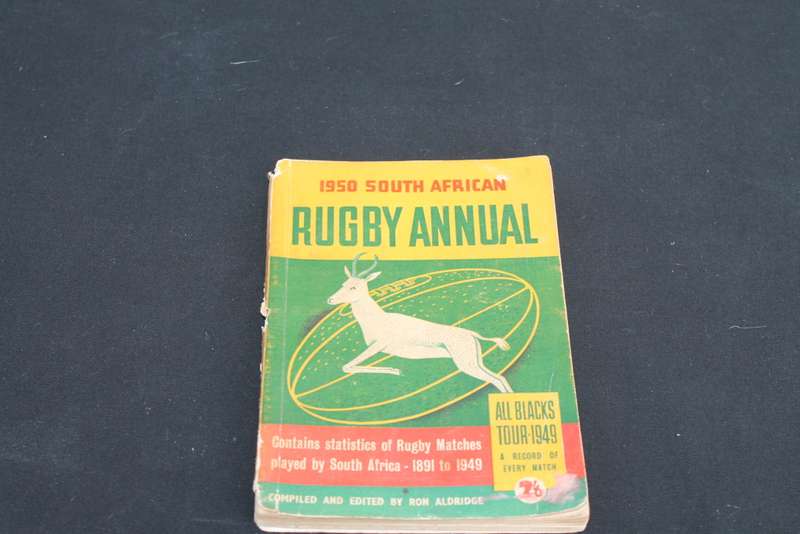 1950 SOUTH AFRICAN
RUGBY ANNUAL
ALL BLACKS
TOUR·1949
A RECORD OF
EVERY MATCH
Contains statistics of Rugby Matches
played by South Africa - 1891 to 1949
2/6
COMPILED AND EDITED BY RON ALDRIDGE